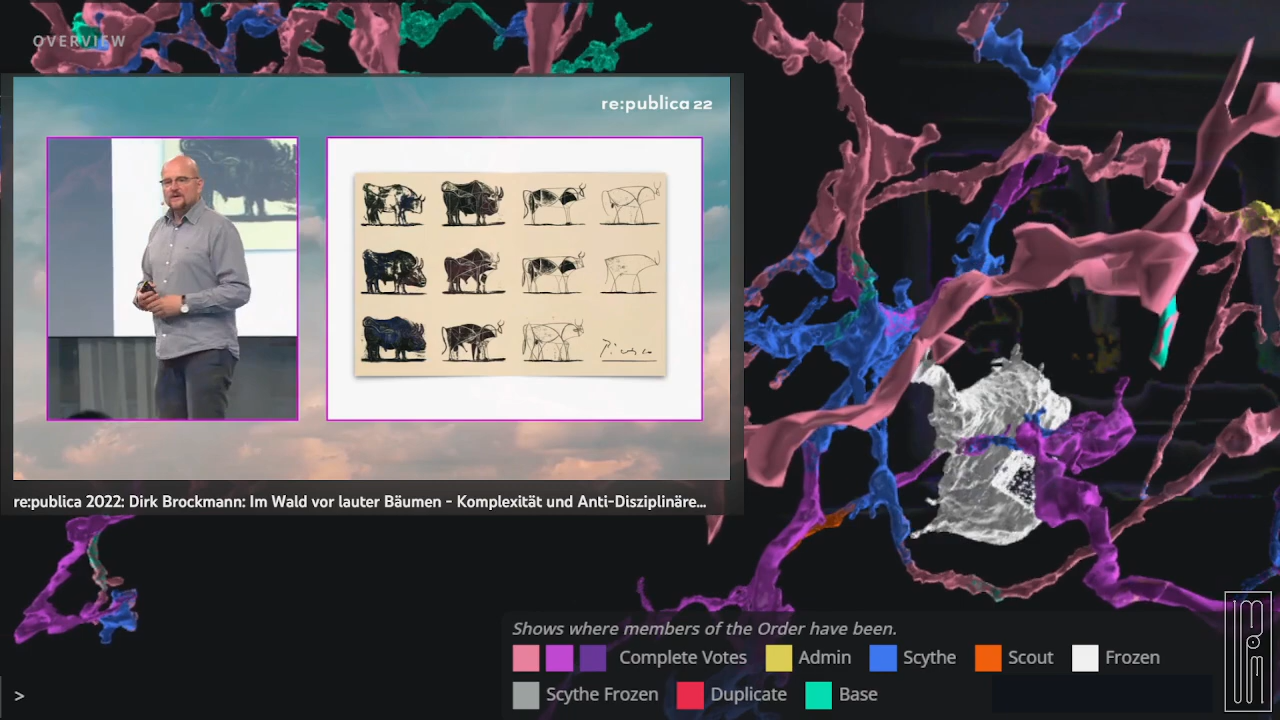 OVERVIEW
re:publica 22
Picasso
re:publica 2022: Dirk Brockmann: Im Wald vor lauter Bäumen - Komplexität und Anti-Disziplinäre...
Shows where members of the Order have been.
Complete Votes Admin Scythe Scout Frozen
Scythe Frozen Duplicate Base
>